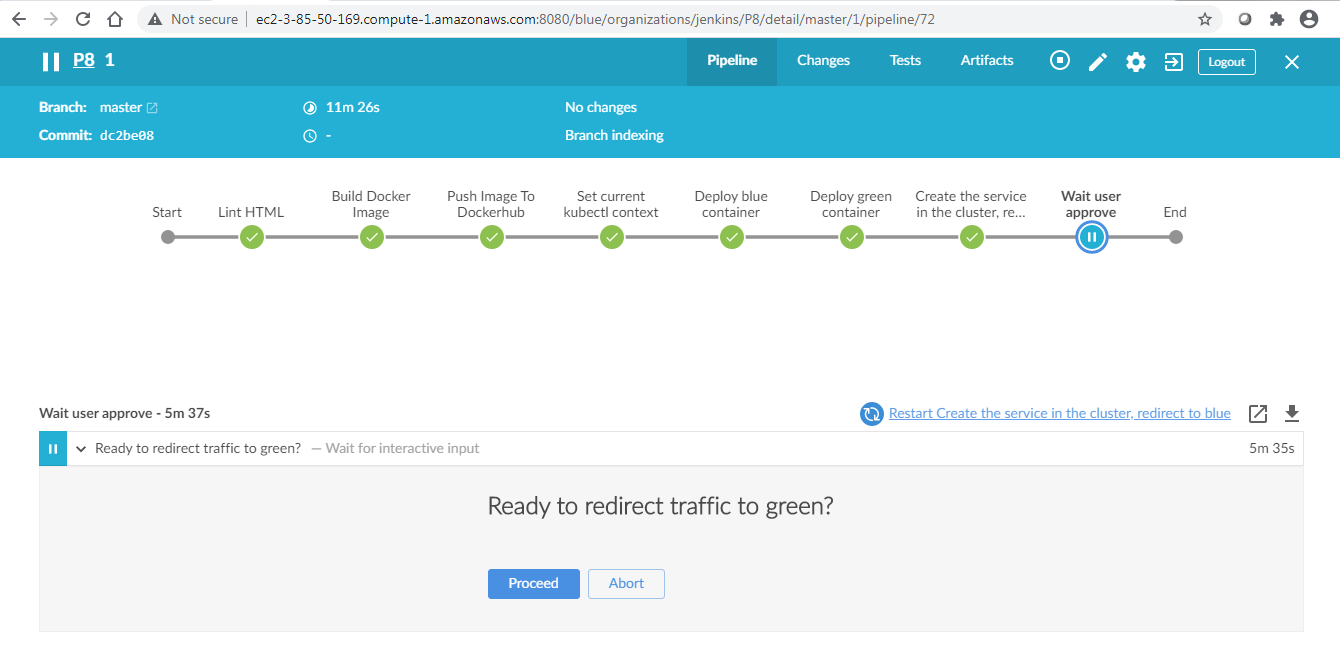 Not secure | ec2-3-85-50-169.compute-1.amazonaws.com:8080/blue/organizations/jenkins/P8/detail/master/1/pipeline/72
P8 1 Pipeline Changes Tests Artifacts Logout
Branch: master 11m 26s No changes
Commit: dc2be08 - Branch indexing
Start
Lint HTML
Build Docker
Image
Push Image To
Dockerhub
Set current
kubectl context
Deploy blue
container
Deploy green
container
Create the service
in the cluster, re...
Wait user
approve
End
Wait user approve - 5m 37s Restart Create the service in the cluster, redirect to blue
Ready to redirect traffic to green? — Wait for interactive input 5m 35s
Ready to redirect traffic to green?
Proceed Abort